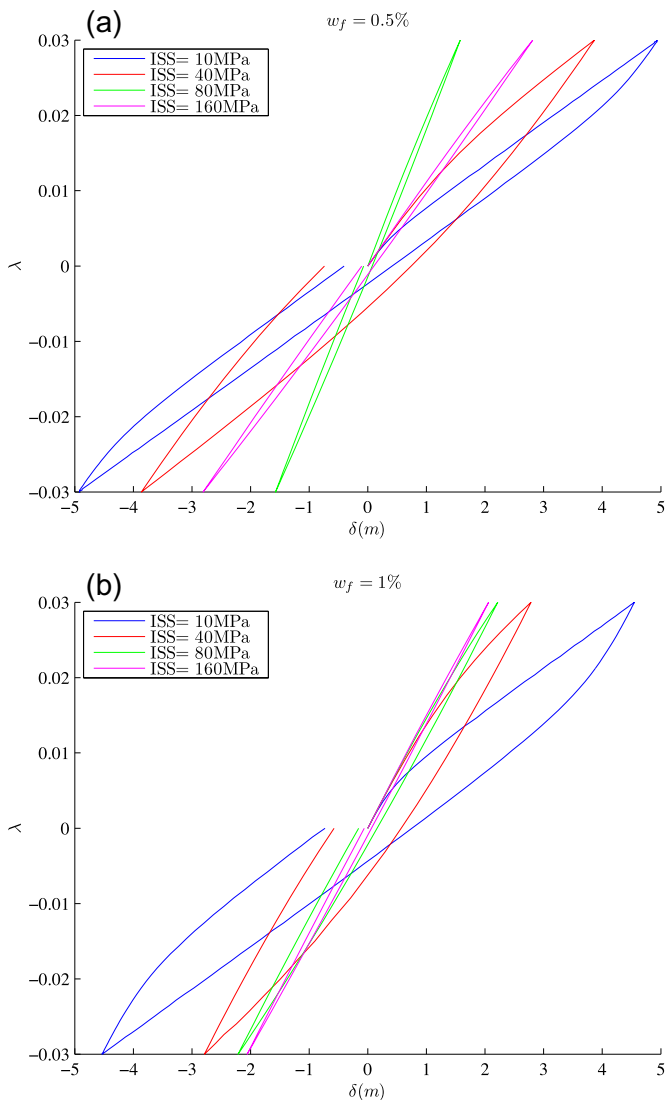 (a)
w_f = 0.5%
ISS= 10MPa
ISS= 40MPa
ISS= 80MPa
ISS= 160MPa
0.03
0.02
0.01
0
−0.01
−0.02
−0.03
λ
−5 −4 −3 −2 −1 0 1 2 3 4 5
δ(m)
(b)
w_f = 1%
ISS= 10MPa
ISS= 40MPa
ISS= 80MPa
ISS= 160MPa
0.03
0.02
0.01
0
−0.01
−0.02
−0.03
λ
−5 −4 −3 −2 −1 0 1 2 3 4 5
δ(m)